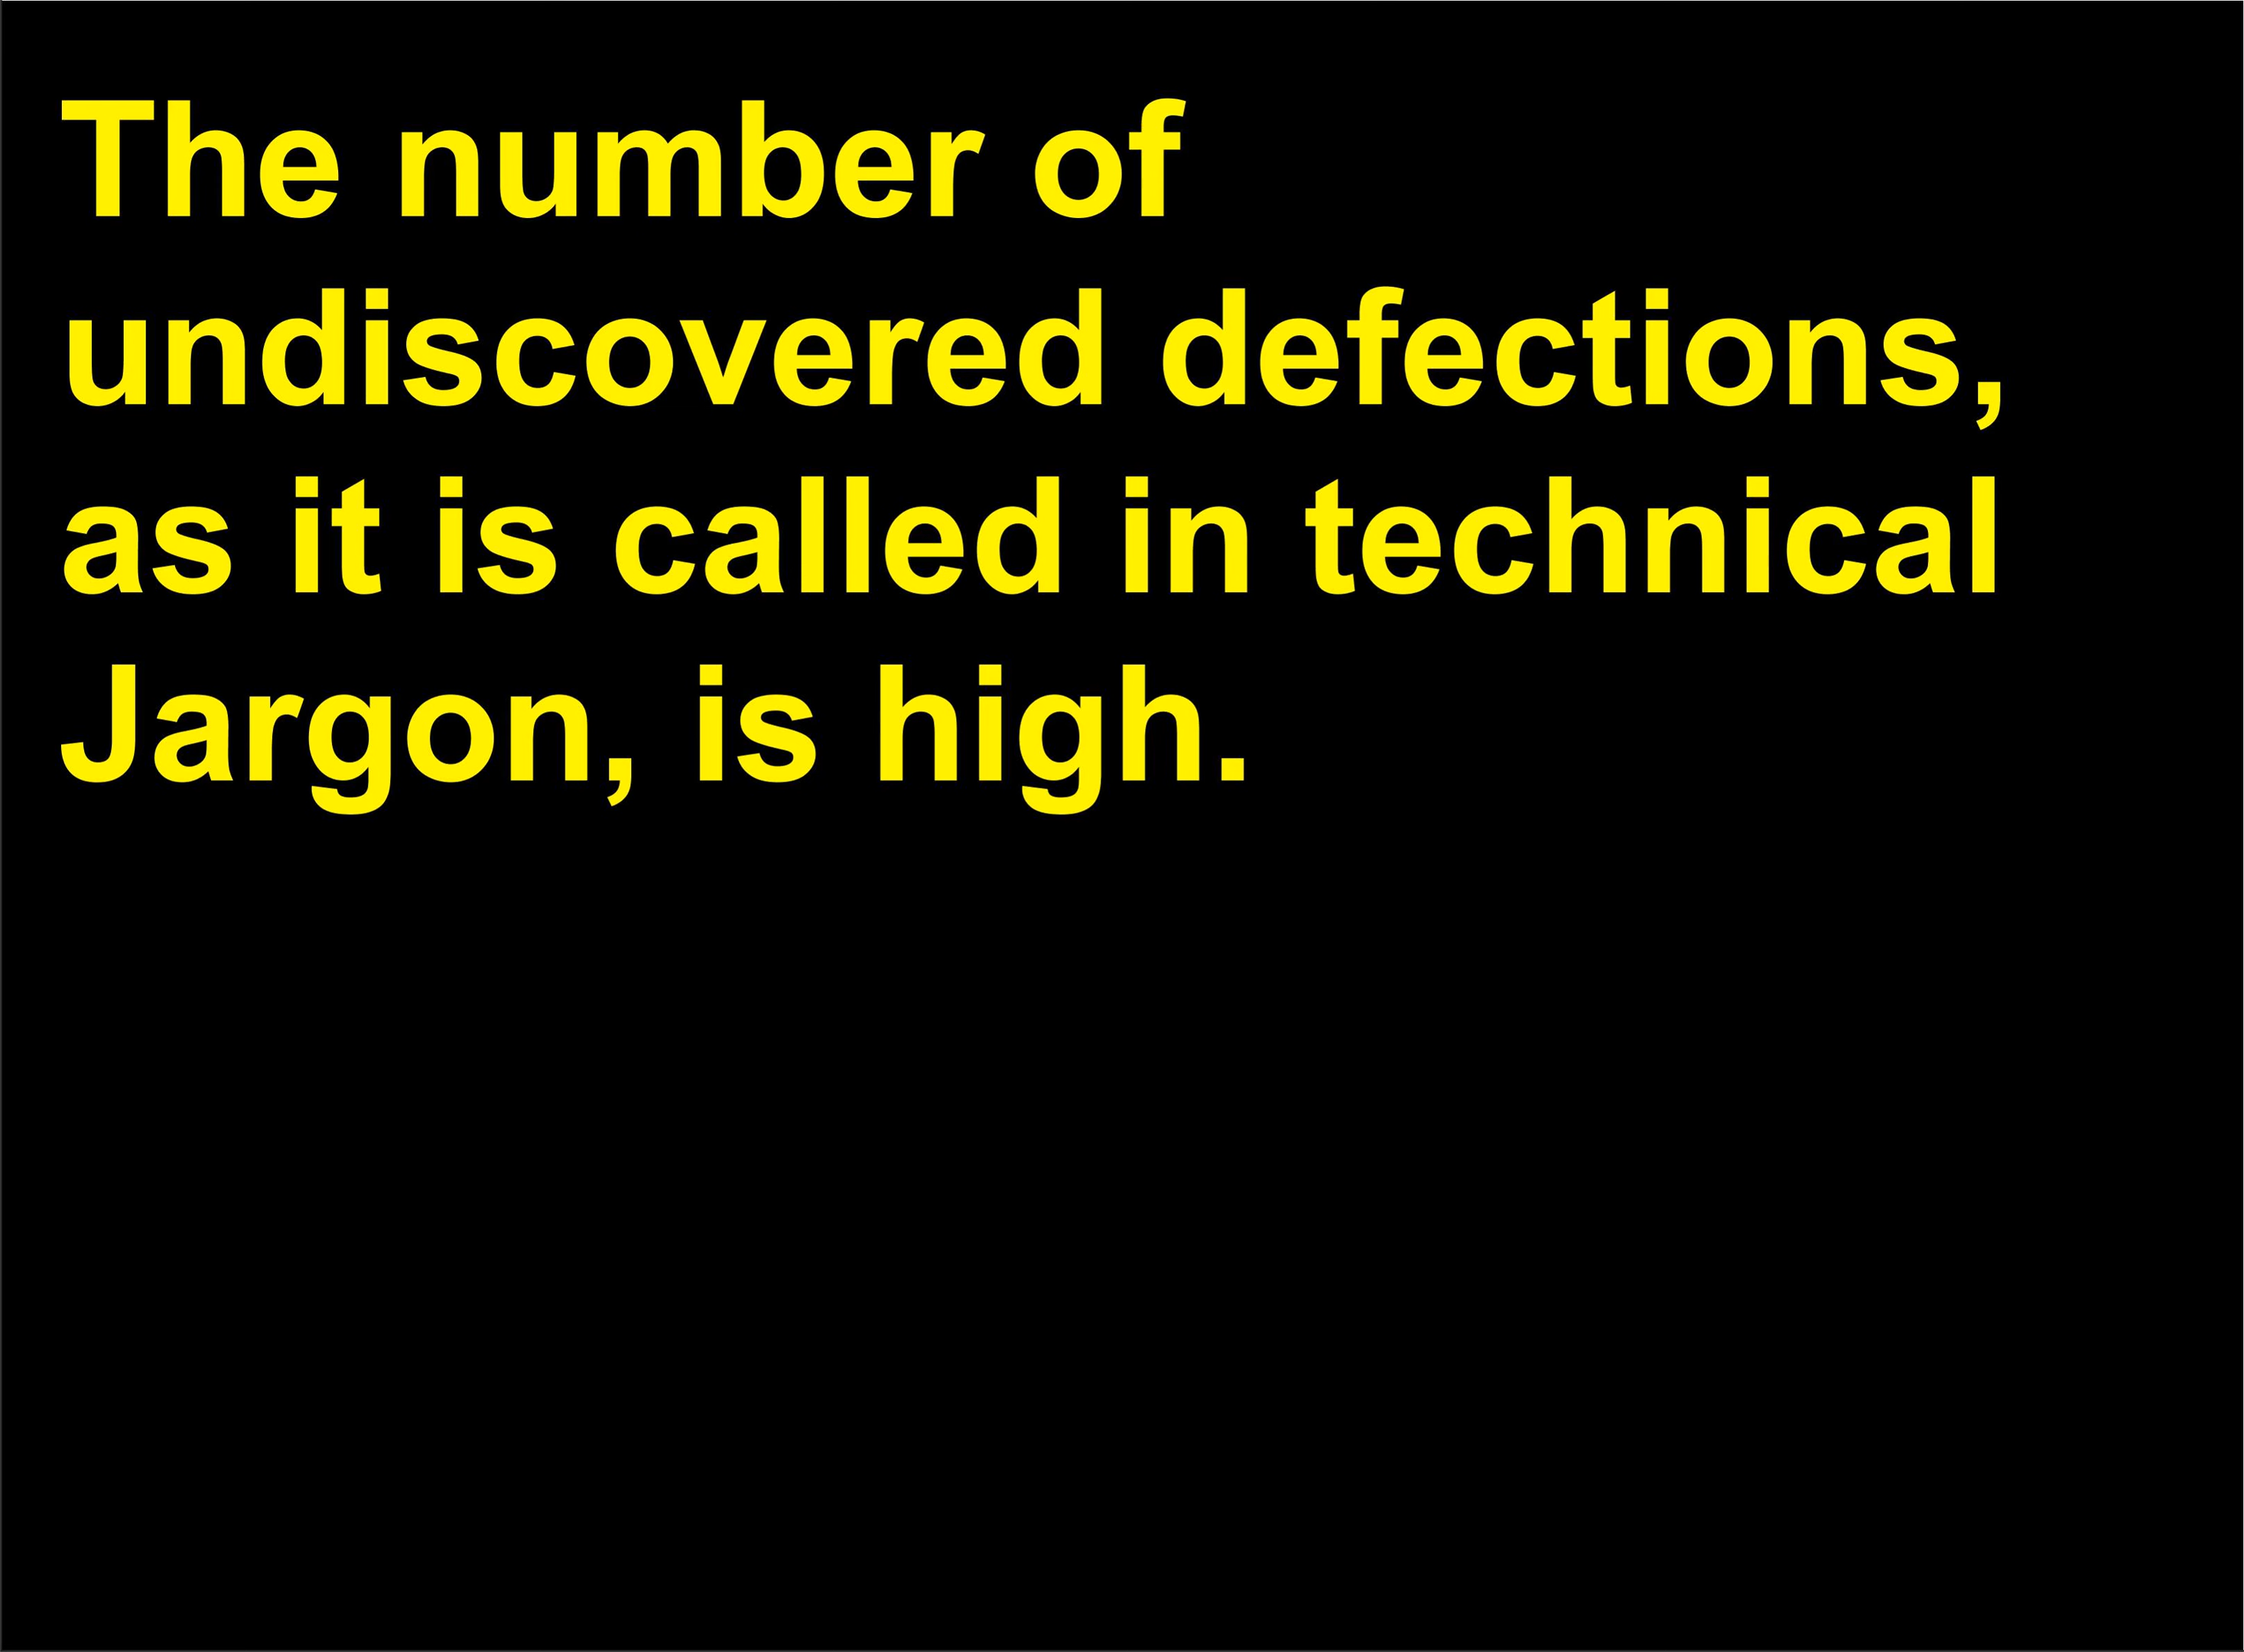 The number of
undiscovered defections,
as it is called in technical
Jargon, is high.